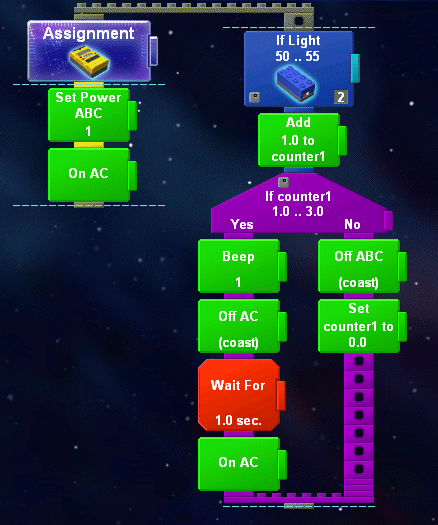 Assignment
Set Power
ABC
1
On AC
If Light
50 .. 55
2
Add
1.0 to
counter1
If counter1
1.0 .. 3.0
Yes
No
Beep
1
Off AC
(coast)
Wait For
1.0 sec.
On AC
Off ABC
(coast)
Set
counter1 to
0.0